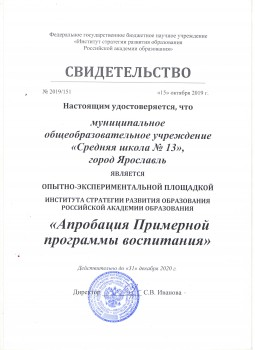 Федеральное государственное бюджетное научное учреждение
«Институт стратегии развития образования
Российской академии образования»
СВИДЕТЕЛЬСТВО
№ 2019/131 «15» октября 2019 г.
Настоящим удостоверяется, что
муниципальное
общеобразовательное учреждение
«Средняя школа № 13»,
город Ярославль
ЯВЛЯЕТСЯ
ОПЫТНО-ЭКСПЕРИМЕНТАЛЬНОЙ ПЛОЩАДКОЙ
ИНСТИТУТА СТРАТЕГИИ РАЗВИТИЯ ОБРАЗОВАНИЯ
РОССИЙСКОЙ АКАДЕМИИ ОБРАЗОВАНИЯ
«Апробация Примерной
программы воспитания»
Действительно до «31» декабря 2020 г.
Директор С.В. Иванова